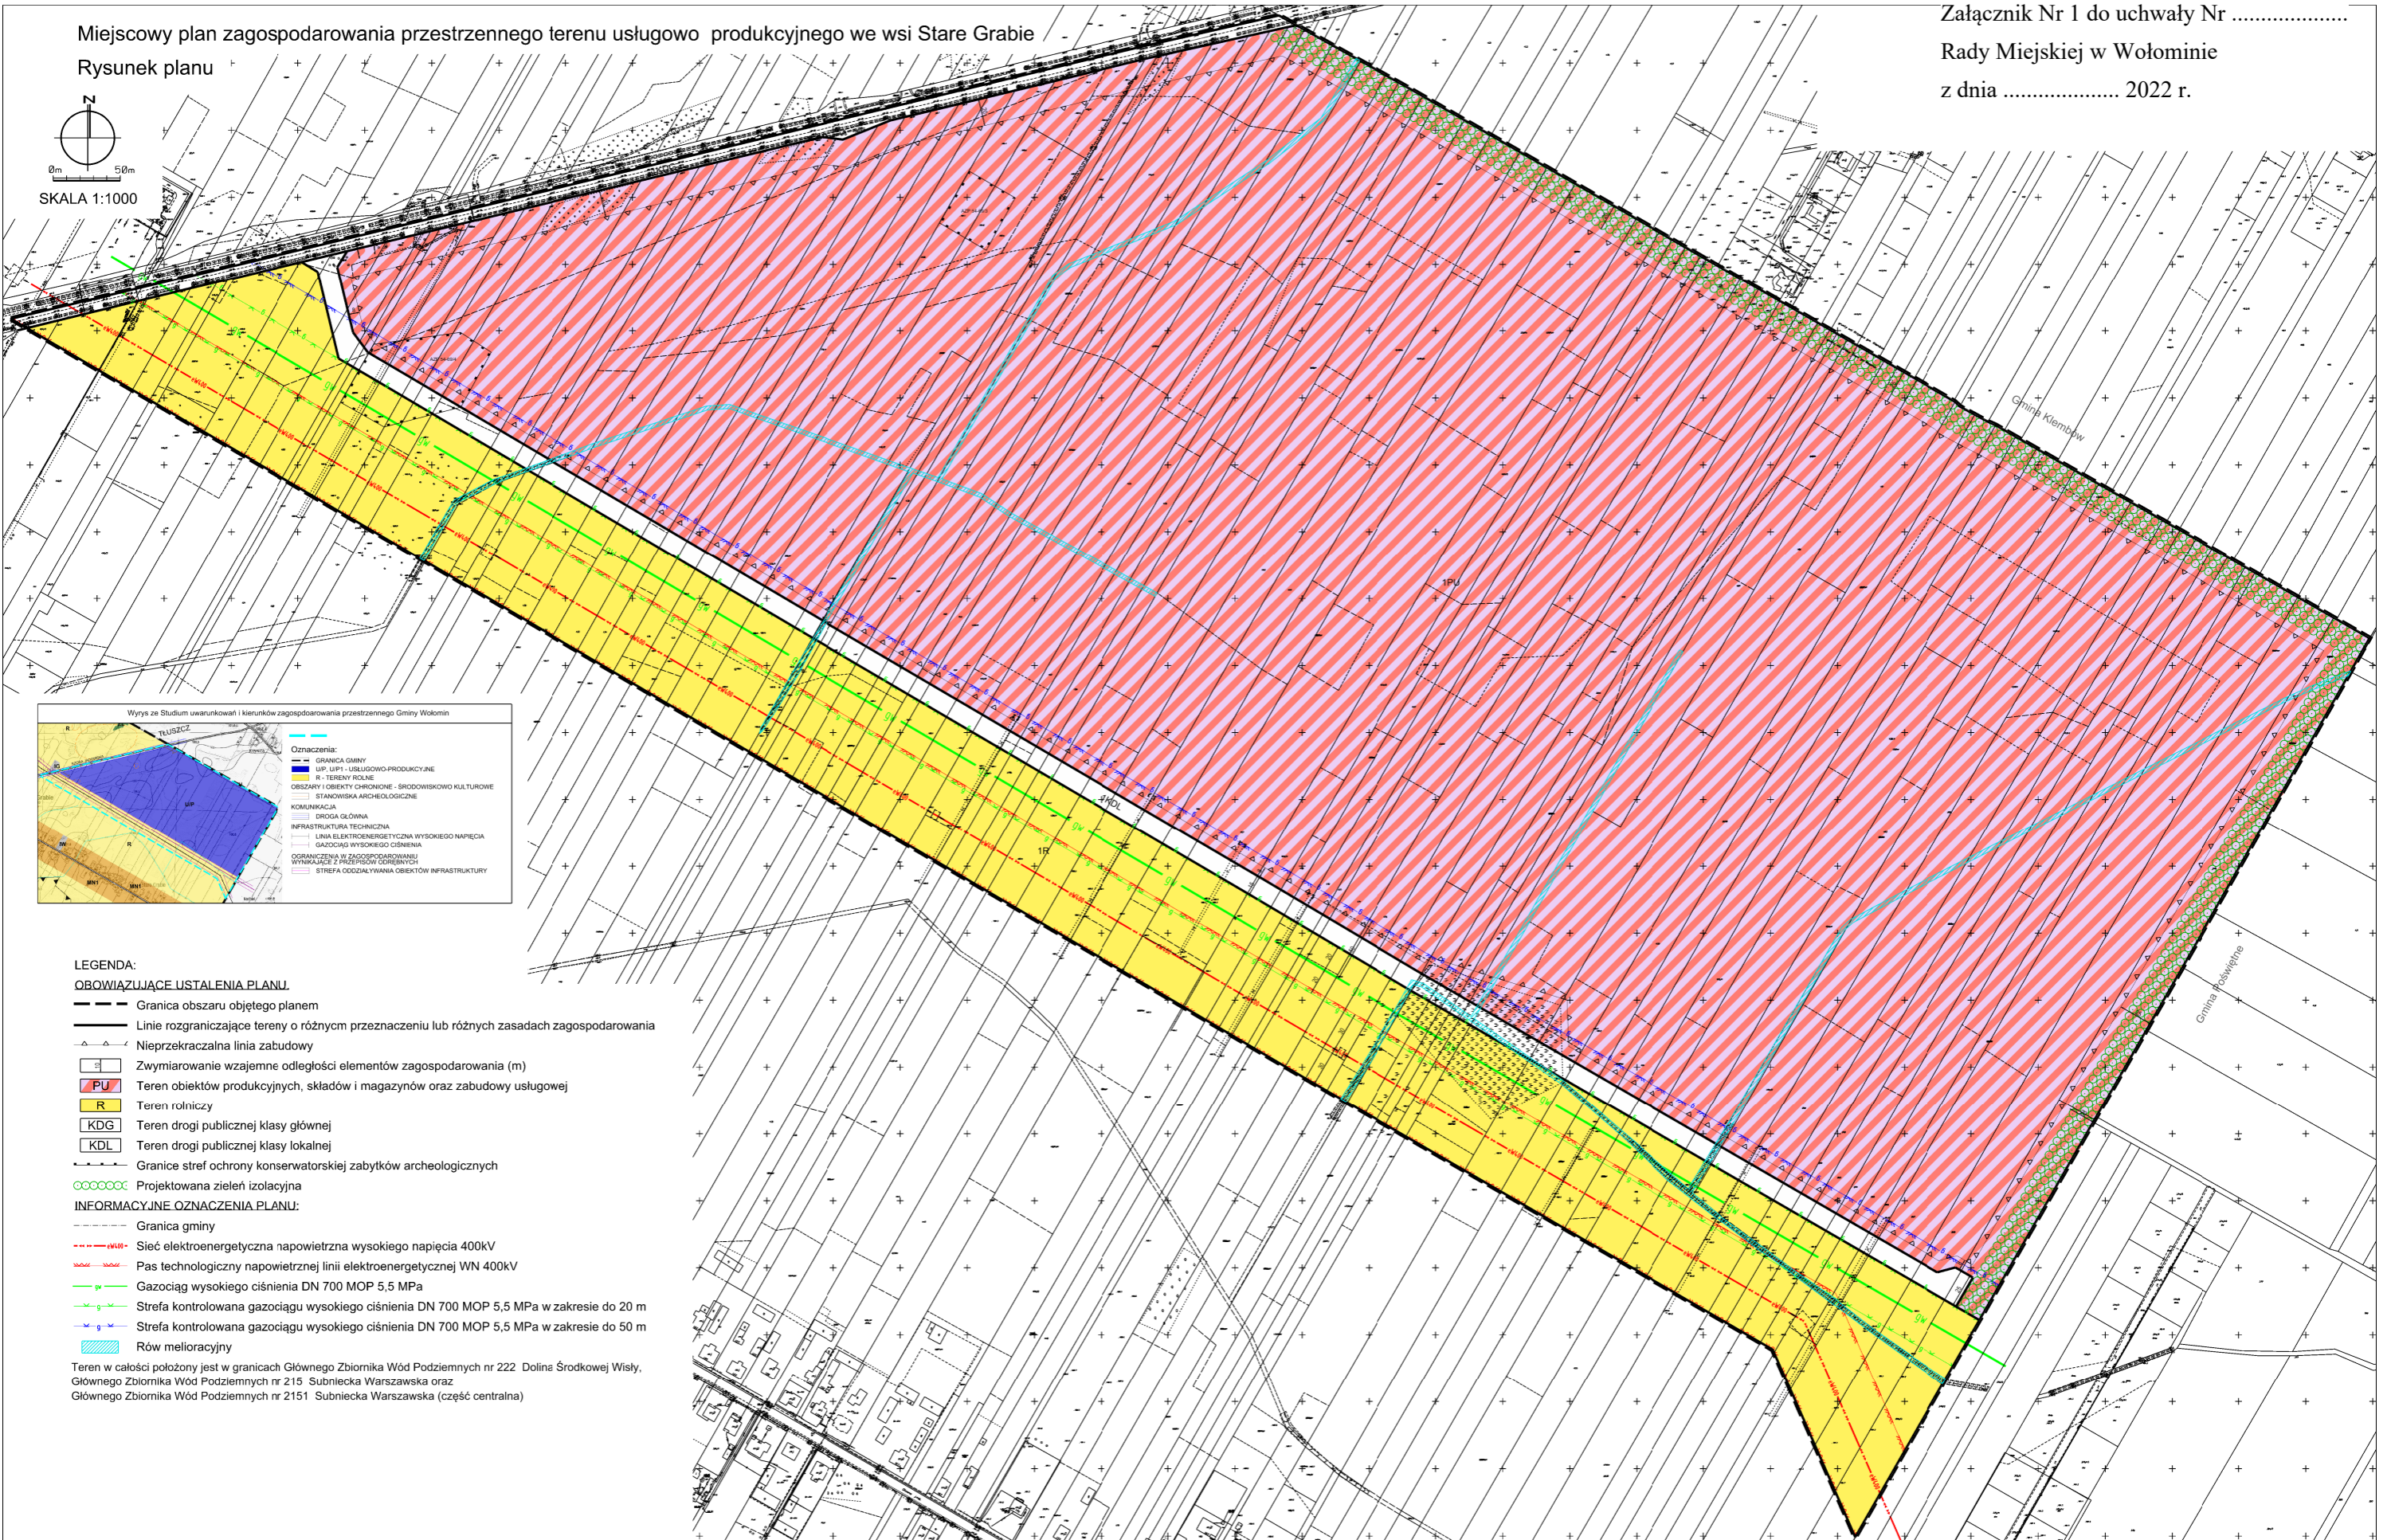 Miejscowy plan zagospodarowania przestrzennego terenu usługowo produkcyjnego we wsi Stare Grabie
Rysunek planu
Załącznik Nr 1 do uchwały Nr ....................
Rady Miejskiej w Wołominie
z dnia .................... 2022 r.
N
0m 50m
SKALA 1:1000
Gmina Klembów
1PU
1KDL
1R
Gmina Poświętne
Wyrys ze Studium uwarunkowań i kierunków zagospodarowania przestrzennego Gminy Wołomin
TŁUSZCZ
R
U/P
R
MN1
MN1
Oznaczenia:
GRANICA GMINY
U/P, U/P1 - USŁUGOWO-PRODUKCYJNE
R - TERENY ROLNE
OBSZARY I OBIEKTY CHRONIONE - ŚRODOWISKOWO KULTUROWE
STANOWISKA ARCHEOLOGICZNE
KOMUNIKACJA
DROGA GŁÓWNA
INFRASTRUKTURA TECHNICZNA
LINIA ELEKTROENERGETYCZNA WYSOKIEGO NAPIĘCIA
GAZOCIĄG WYSOKIEGO CIŚNIENIA
OGRANICZENIA W ZAGOSPODAROWANIU
WYNIKAJĄCE Z PRZEPISÓW ODRĘBNYCH
STREFA ODDZIAŁYWANIA OBIEKTÓW INFRASTRUKTURY
LEGENDA:
OBOWIĄZUJĄCE USTALENIA PLANU:
Granica obszaru objętego planem
Linie rozgraniczające tereny o różnycm przeznaczeniu lub różnych zasadach zagospodarowania
Nieprzekraczalna linia zabudowy
Zwymiarowanie wzajemne odległości elementów zagospodarowania (m)
PU Teren obiektów produkcyjnych, składów i magazynów oraz zabudowy usługowej
R Teren rolniczy
KDG Teren drogi publicznej klasy głównej
KDL Teren drogi publicznej klasy lokalnej
Granice stref ochrony konserwatorskiej zabytków archeologicznych
Projektowana zieleń izolacyjna
INFORMACYJNE OZNACZENIA PLANU:
Granica gminy
Sieć elektroenergetyczna napowietrzna wysokiego napięcia 400kV
Pas technologiczny napowietrznej linii elektroenergetycznej WN 400kV
gw Gazociąg wysokiego ciśnienia DN 700 MOP 5,5 MPa
g Strefa kontrolowana gazociągu wysokiego ciśnienia DN 700 MOP 5,5 MPa w zakresie do 20 m
g Strefa kontrolowana gazociągu wysokiego ciśnienia DN 700 MOP 5,5 MPa w zakresie do 50 m
Rów melioracyjny
Teren w całości położony jest w granicach Głównego Zbiornika Wód Podziemnych nr 222 Dolina Środkowej Wisły,
Głównego Zbiornika Wód Podziemnych nr 215 Subniecka Warszawska oraz
Głównego Zbiornika Wód Podziemnych nr 2151 Subniecka Warszawska (część centralna)